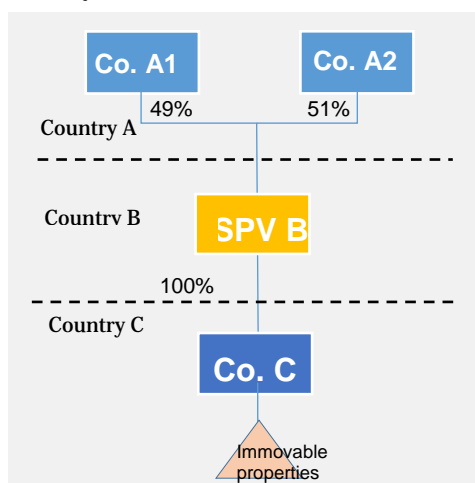 Co. A1
Co. A2
49%
51%
Country A
Countrv B
SPV B
100%
Country C
Co. C
Immovable
properties